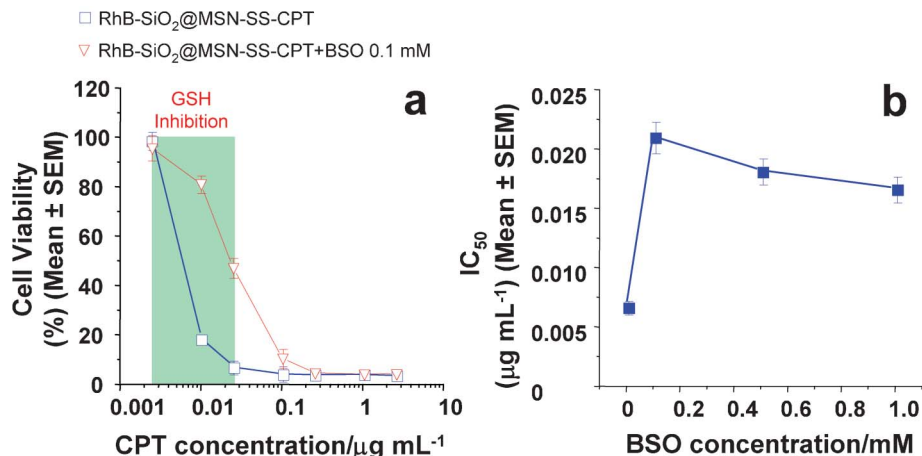 RhB-SiO₂@MSN-SS-CPT
RhB-SiO₂@MSN-SS-CPT+BSO 0.1 mM
a
GSH
Inhibition
Cell Viability
(%) (Mean ± SEM)
120
100
80
60
40
20
0
0.001 0.01 0.1 1 10
CPT concentration/μg mL⁻¹
b
IC₅₀
(μg mL⁻¹) (Mean ± SEM)
0.025
0.020
0.015
0.010
0.005
0
0 0.2 0.4 0.6 0.8 1.0
BSO concentration/mM